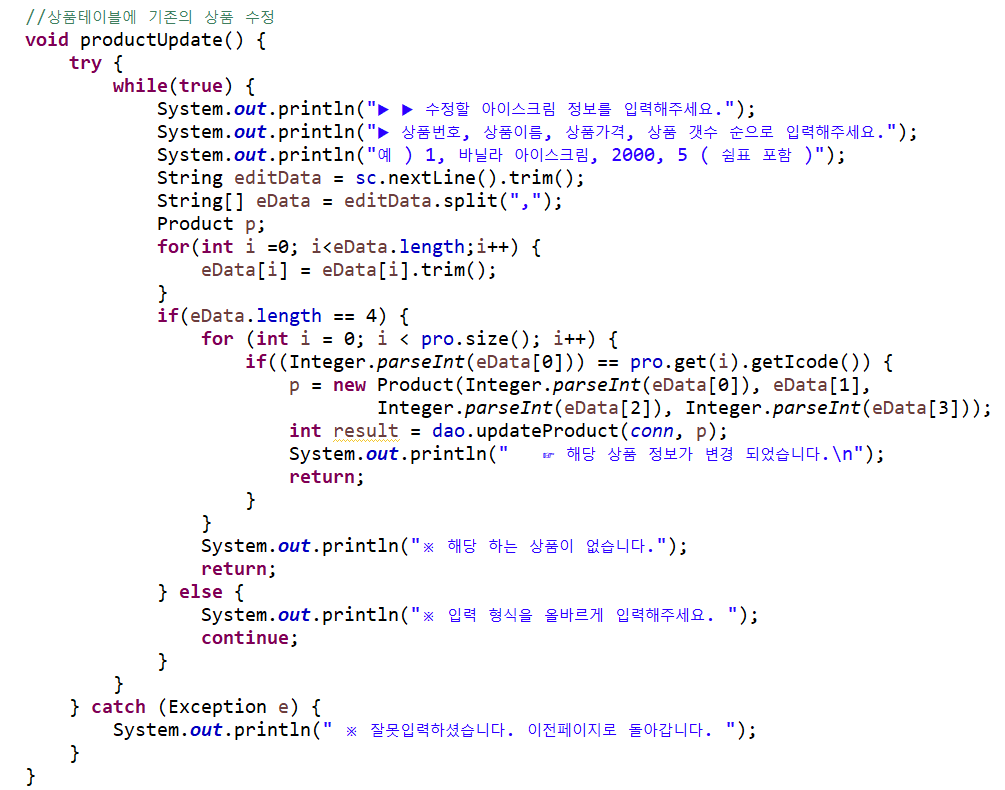 //상품테이블에 기존의 상품 수정
void productUpdate() {
    try {
        while(true) {
            System.out.println("▶ ▶ 수정할 아이스크림 정보를 입력해주세요.");
            System.out.println("▶ 상품번호, 상품이름, 상품가격, 상품 갯수 순으로 입력해주세요.");
            System.out.println("예 ) 1, 바닐라 아이스크림, 2000, 5 ( 쉼표 포함 )");
            String editData = sc.nextLine().trim();
            String[] eData = editData.split(",");
            Product p;
            for(int i =0; i<eData.length;i++) {
                eData[i] = eData[i].trim();
            }
            if(eData.length == 4) {
                for (int i = 0; i < pro.size(); i++) {
                    if((Integer.parseInt(eData[0])) == pro.get(i).getIcode()) {
                        p = new Product(Integer.parseInt(eData[0]), eData[1],
                                Integer.parseInt(eData[2]), Integer.parseInt(eData[3]));
                        int result = dao.updateProduct(conn, p);
                        System.out.println("   ☞ 해당 상품 정보가 변경 되었습니다.\n");
                        return;
                    }
                }
                System.out.println("※ 해당 하는 상품이 없습니다.");
                return;
            } else {
                System.out.println("※ 입력 형식을 올바르게 입력해주세요. ");
                continue;
            }
        }
    } catch (Exception e) {
        System.out.println(" ※ 잘못입력하셨습니다. 이전페이지로 돌아갑니다. ");
    }
}